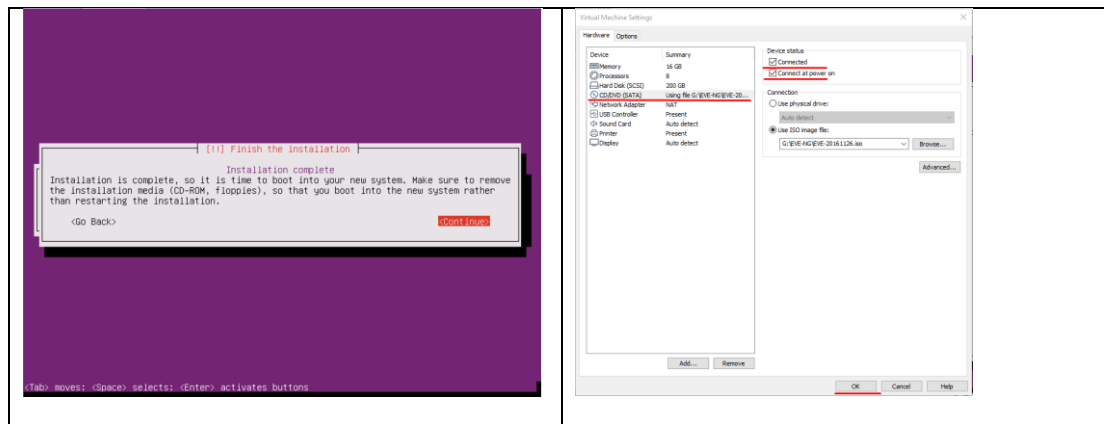 [!!] Finish the installation
Installation complete
Installation is complete, so it is time to boot into your new system. Make sure to remove
the installation media (CD-ROM, floppies), so that you boot into the new system rather
than restarting the installation.
<Go Back> <Continue>
<Tab> moves; <Space> selects; <Enter> activates buttons
Virtual Machine Settings
Hardware Options
Device Summary
Memory 16 GB
Processors 8
Hard Disk (SCSI) 200 GB
CD/DVD (SATA) Using file G:\EVE-NG\EVE-20...
Network Adapter NAT
USB Controller Present
Sound Card Auto detect
Printer Present
Display Auto detect
Add... Remove
Device status
Connected
Connect at power on
Connection
Use physical drive:
Auto detect
Use ISO image file:
G:\EVE-NG\EVE-20161126.iso Browse...
Advanced...
OK Cancel Help